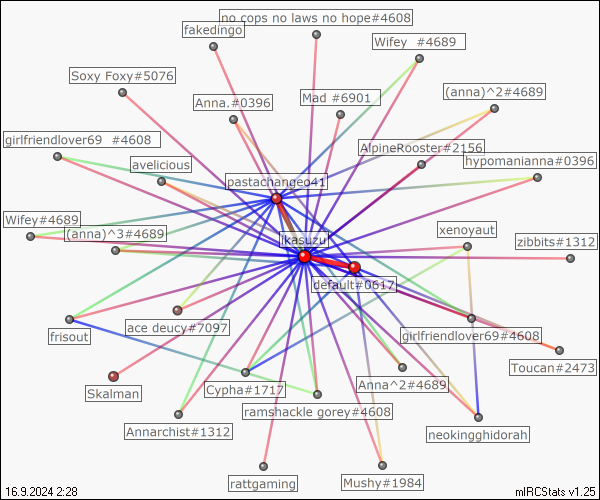 no cops no laws no hope#4608
fakedingo
Wifey #4689
Soxy Foxy#5076
(anna)^2#4689
Anna.#0396
Mad #6901
girlfriendlover69 #4608
AlpineRooster#2156
avelicious
hypomanianna#0396
pastachangeo41
Wifey#4689
(anna)^3#4689
xenoyaut
Ikasuzu
zibbits#1312
default#0617
ace deucy#7097
frisout
girlfriendlover69#4608
Toucan#2473
Skalman
Cypha#1717
Anna^2#4689
ramshackle gorey#4608
Annarchist#1312
neokingghidorah
rattgaming
Mushy#1984
16.9.2024 2:28
mIRCStats v1.25